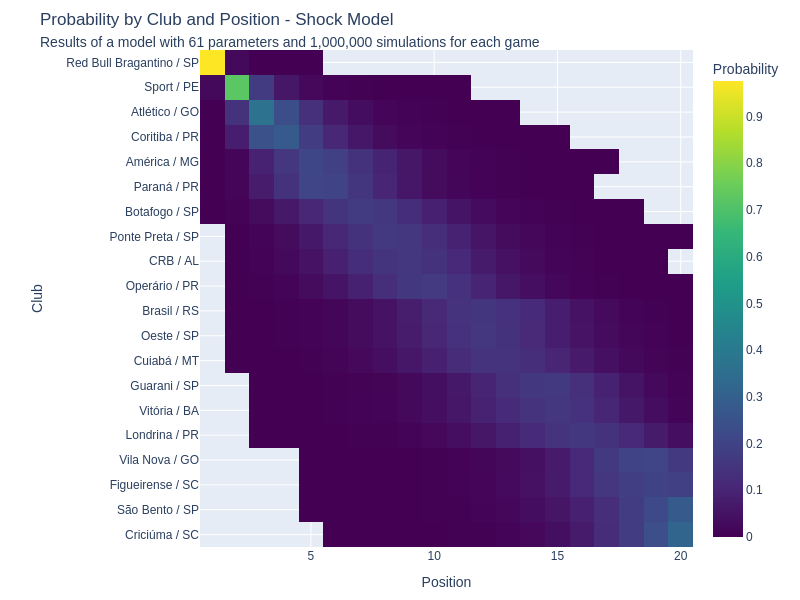 Probability by Club and Position - Shock Model
Results of a model with 61 parameters and 1,000,000 simulations for each game
Red Bull Bragantino / SP
Sport / PE
Atlético / GO
Coritiba / PR
América / MG
Paraná / PR
Botafogo / SP
Ponte Preta / SP
CRB / AL
Operário / PR
Brasil / RS
Oeste / SP
Cuiabá / MT
Guarani / SP
Vitória / BA
Londrina / PR
Vila Nova / GO
Figueirense / SC
São Bento / SP
Criciúma / SC
Club
5
10
15
20
Position
Probability
0.9
0.8
0.7
0.6
0.5
0.4
0.3
0.2
0.1
0